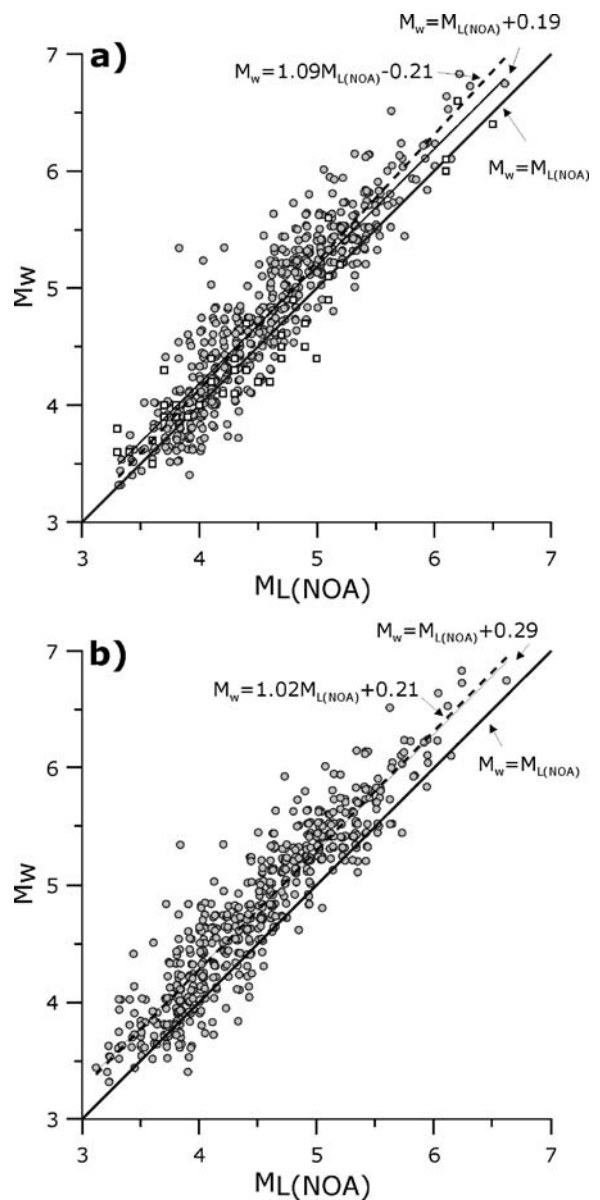 a)
Mw=ML(NOA)+0.19
Mw=1.09ML(NOA)-0.21
Mw=ML(NOA)
7
6
5
4
3
Mw
3 4 5 6 7
ML(NOA)
b)
Mw=ML(NOA)+0.29
Mw=1.02ML(NOA)+0.21
Mw=ML(NOA)
7
6
5
4
3
Mw
3 4 5 6 7
ML(NOA)